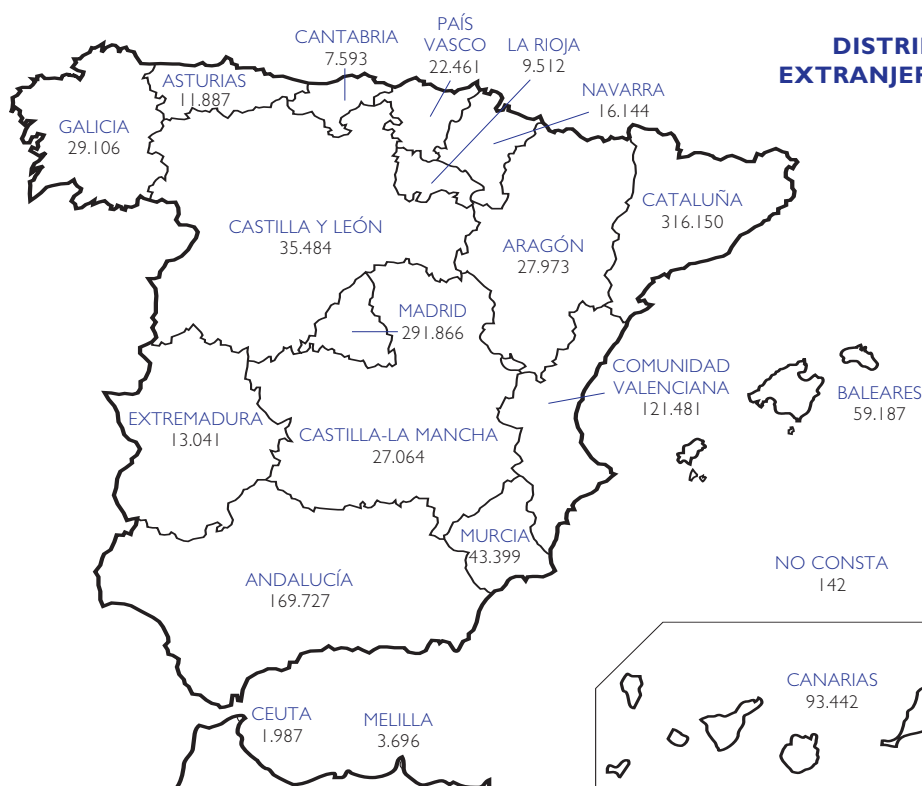 DISTRI
EXTRANJER
PAÍS
VASCO
22.461
CANTABRIA
7.593
LA RIOJA
9.512
ASTURIAS
11.887
NAVARRA
16.144
GALICIA
29.106
CATALUÑA
316.150
CASTILLA Y LEÓN
35.484
ARAGÓN
27.973
MADRID
291.866
COMUNIDAD
VALENCIANA
121.481
BALEARES
59.187
EXTREMADURA
13.041
CASTILLA-LA MANCHA
27.064
MURCIA
43.399
NO CONSTA
142
ANDALUCÍA
169.727
CANARIAS
93.442
CEUTA
1.987
MELILLA
3.696